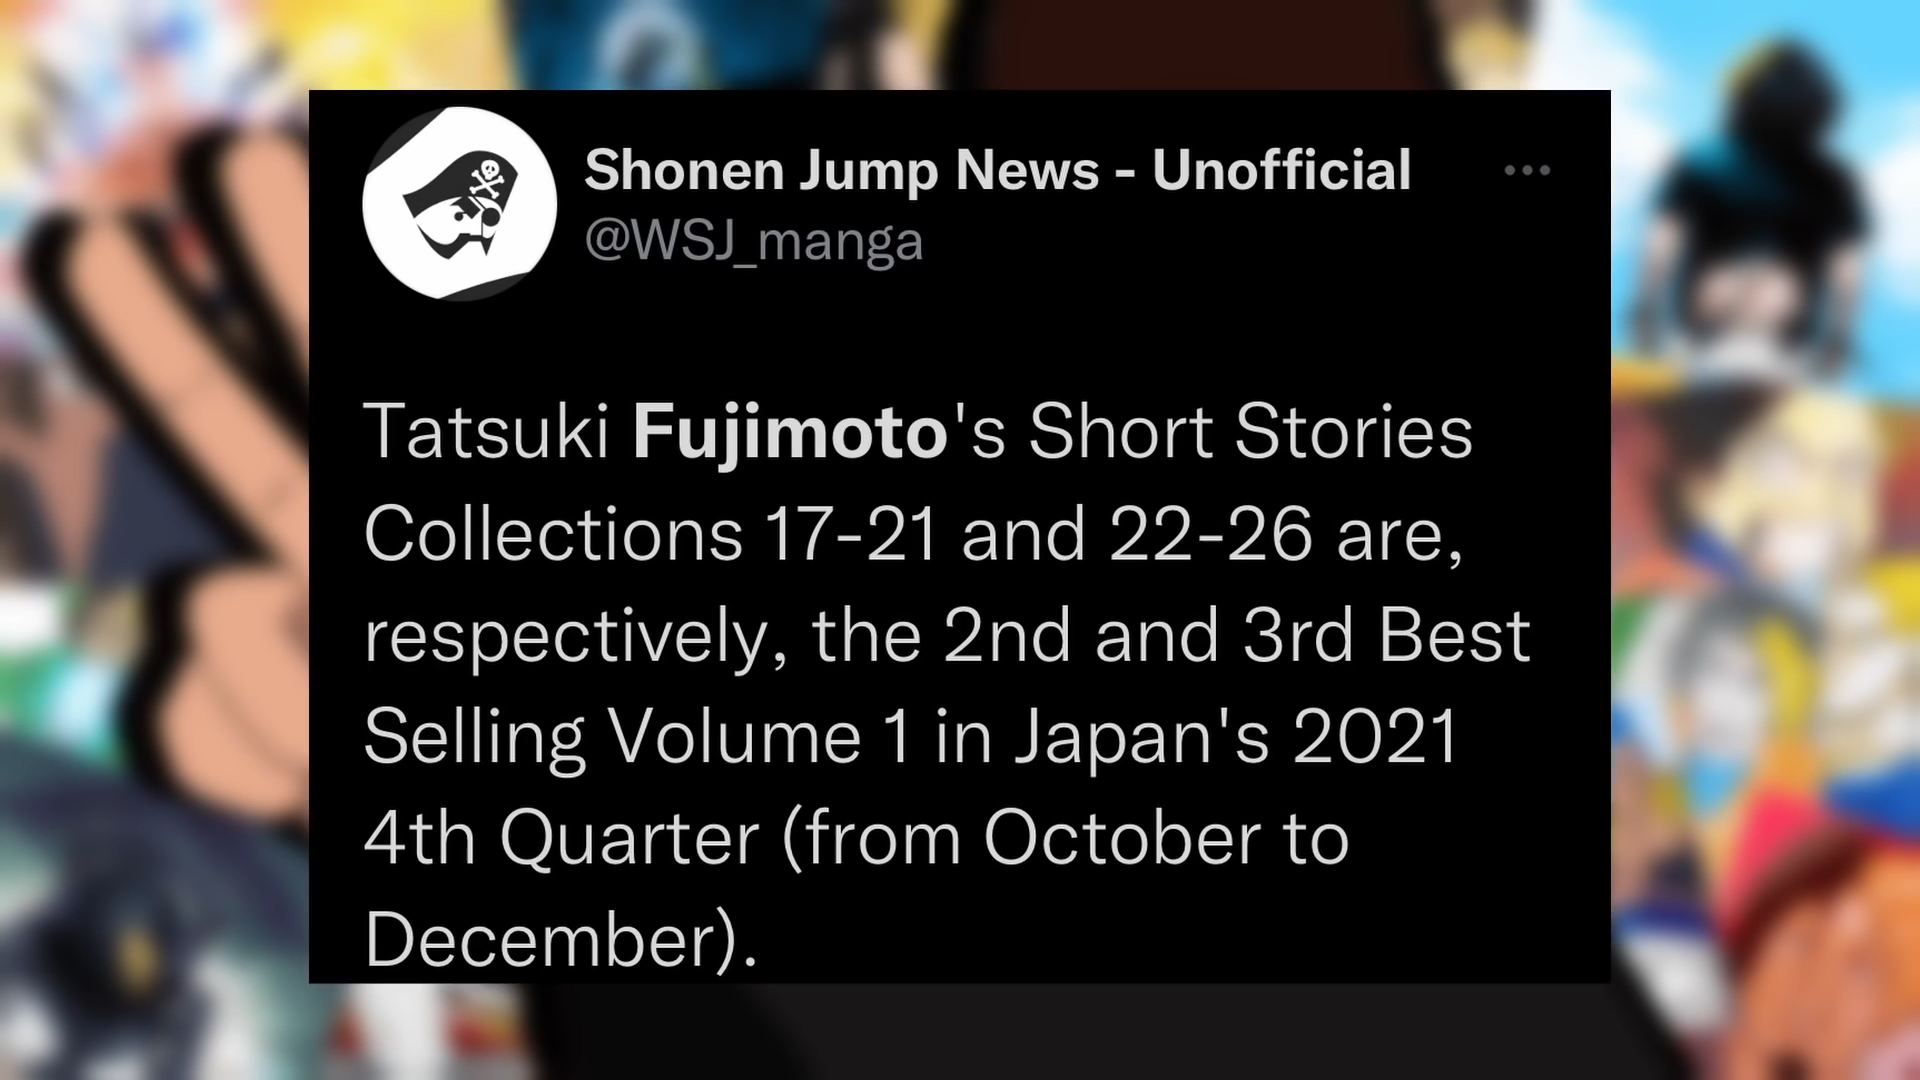 Shonen Jump News - Unofficial
@WSJ_manga
Tatsuki Fujimoto's Short Stories
Collections 17-21 and 22-26 are,
respectively, the 2nd and 3rd Best
Selling Volume 1 in Japan's 2021
4th Quarter (from October to
December).